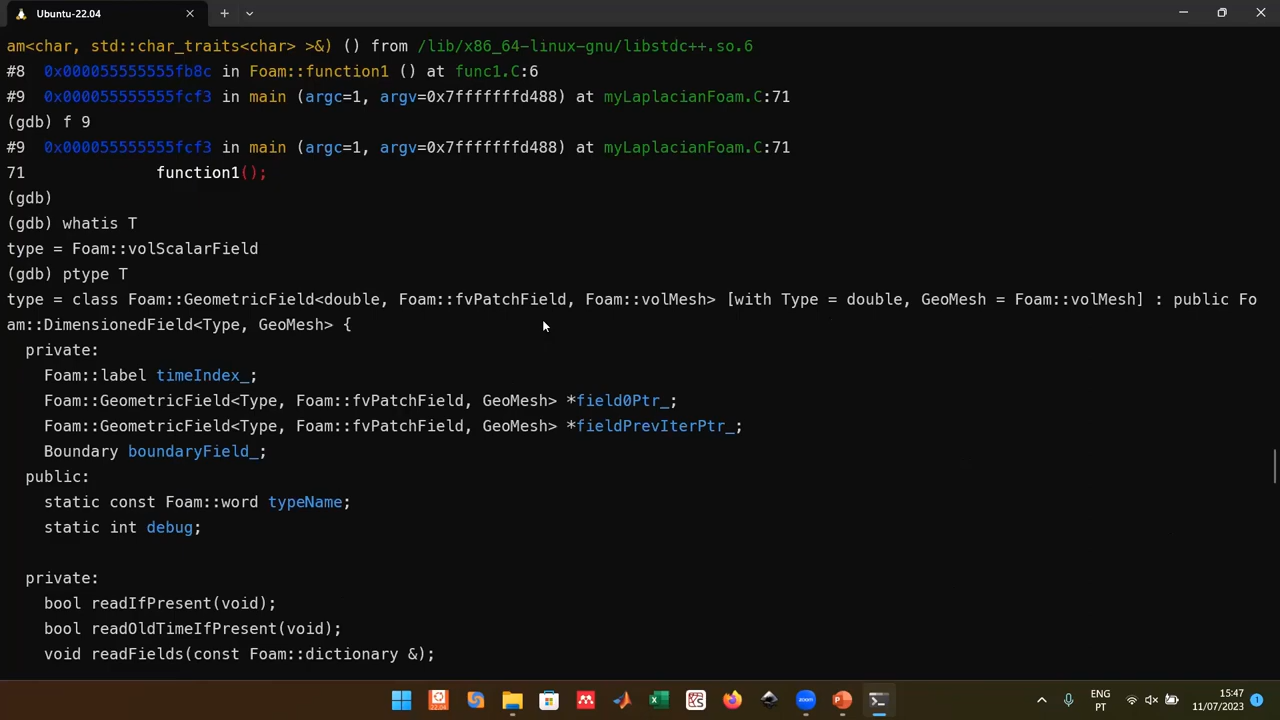 Ubuntu-22.04
am<char, std::char_traits<char> >&) () from /lib/x86_64-linux-gnu/libstdc++.so.6
#8  0x000055555555fb8c in Foam::function1 () at func1.C:6
#9  0x000055555555fcf3 in main (argc=1, argv=0x7fffffffd488) at myLaplacianFoam.C:71
(gdb) f 9
#9  0x000055555555fcf3 in main (argc=1, argv=0x7fffffffd488) at myLaplacianFoam.C:71
71              function1();
(gdb)
(gdb) whatis T
type = Foam::volScalarField
(gdb) ptype T
type = class Foam::GeometricField<double, Foam::fvPatchField, Foam::volMesh> [with Type = double, GeoMesh = Foam::volMesh] : public Fo
am::DimensionedField<Type, GeoMesh> {
  private:
    Foam::label timeIndex_;
    Foam::GeometricField<Type, Foam::fvPatchField, GeoMesh> *field0Ptr_;
    Foam::GeometricField<Type, Foam::fvPatchField, GeoMesh> *fieldPrevIterPtr_;
    Boundary boundaryField_;
  public:
    static const Foam::word typeName;
    static int debug;
  private:
    bool readIfPresent(void);
    bool readOldTimeIfPresent(void);
    void readFields(const Foam::dictionary &);
22.04
zoom
ENG
PT
15:47
11/07/2023
1